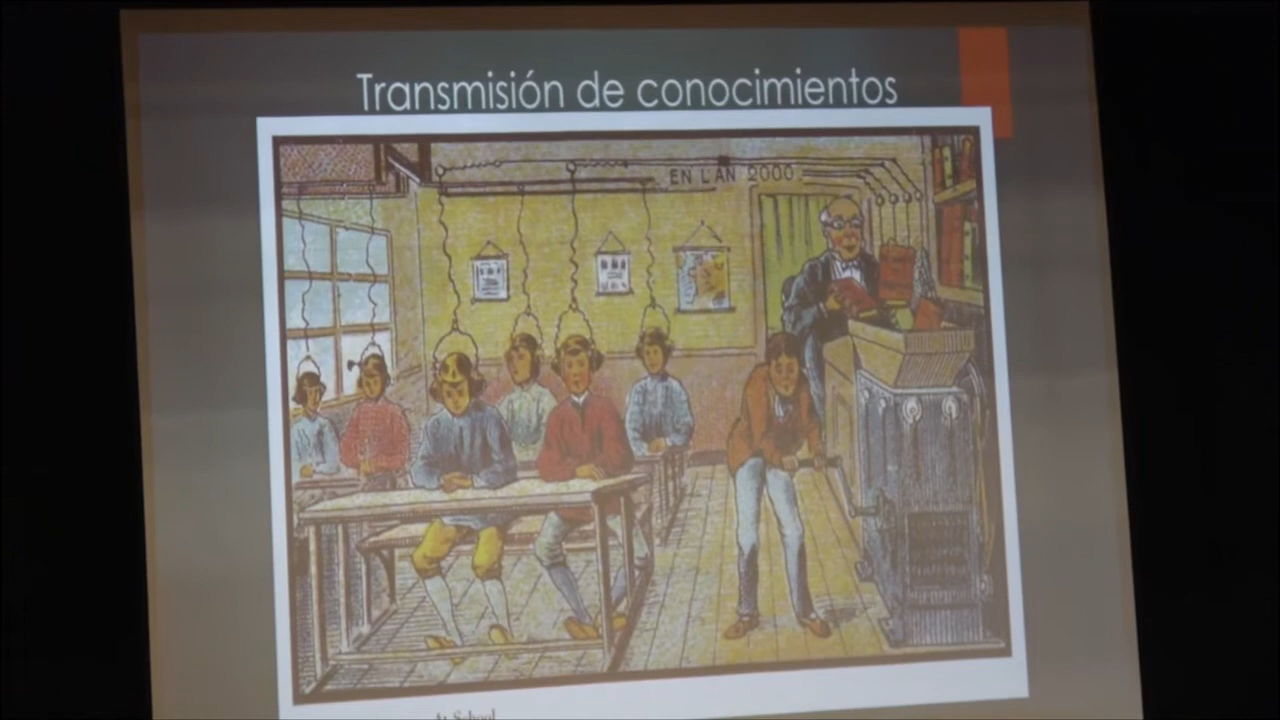 Transmisión de conocimientos
EN L'AN 2000
At School